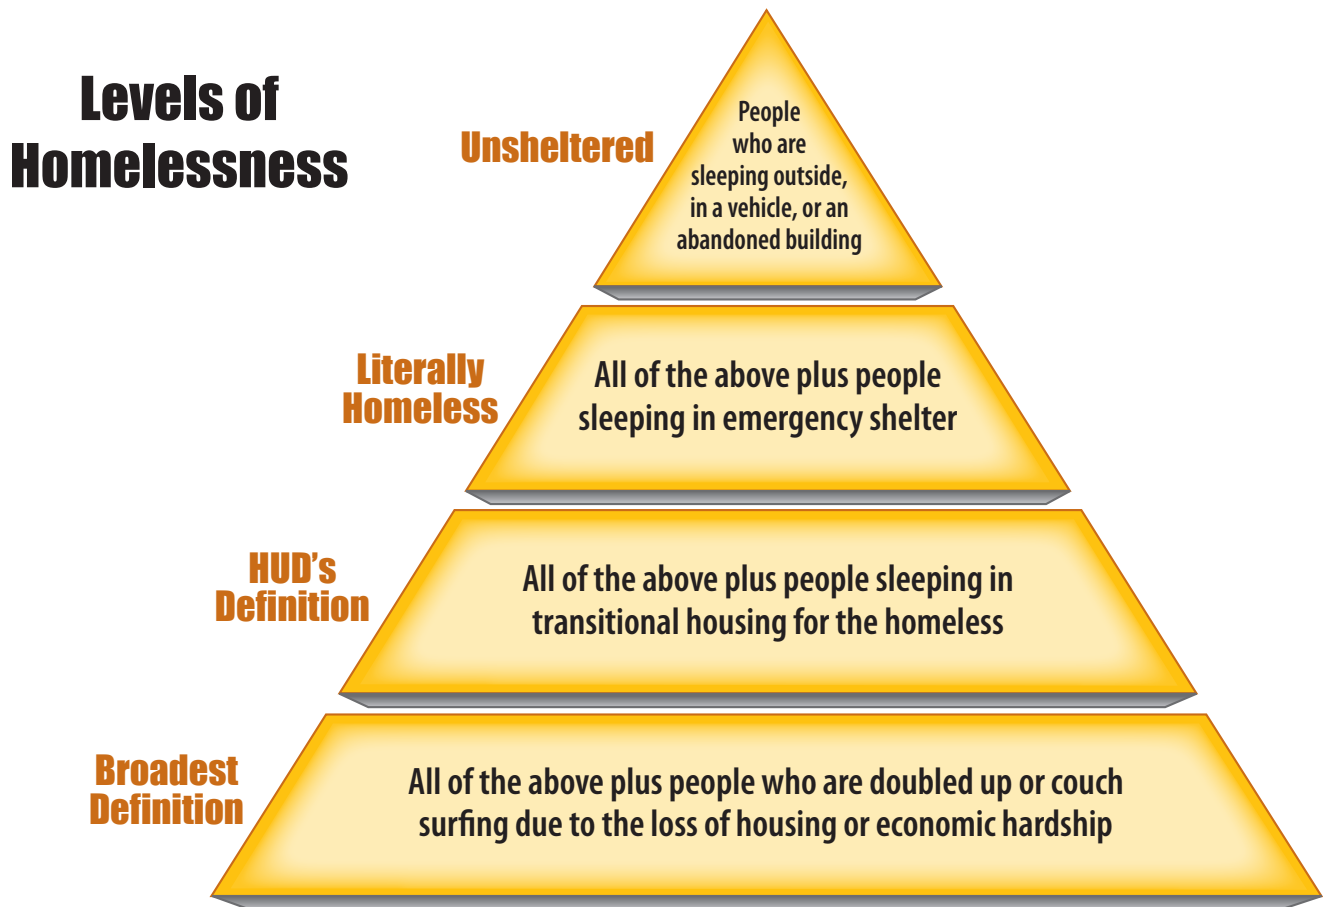 Levels of
Homelessness
Unsheltered
People
who are
sleeping outside,
in a vehicle, or an
abandoned building
Literally
Homeless
All of the above plus people
sleeping in emergency shelter
HUD’s
Definition
All of the above plus people sleeping in
transitional housing for the homeless
Broadest
Definition
All of the above plus people who are doubled up or couch
surfing due to the loss of housing or economic hardship